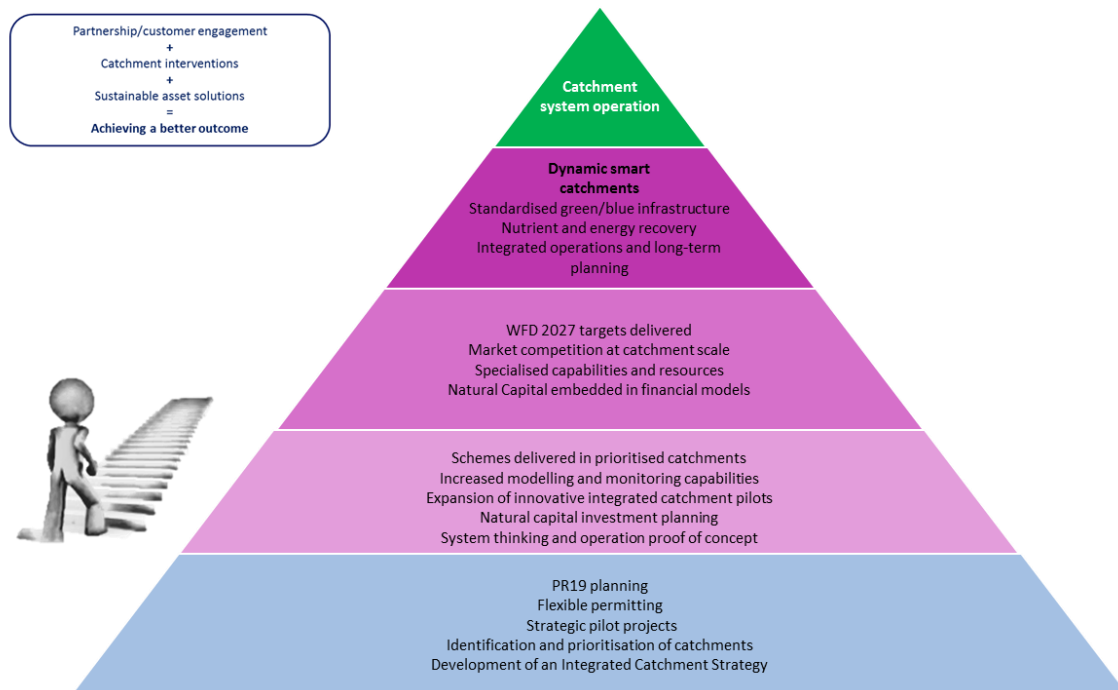 Partnership/customer engagement
+
Catchment interventions
+
Sustainable asset solutions
=
Achieving a better outcome
Catchment
system operation
Dynamic smart
catchments
Standardised green/blue infrastructure
Nutrient and energy recovery
Integrated operations and long-term
planning
WFD 2027 targets delivered
Market competition at catchment scale
Specialised capabilities and resources
Natural Capital embedded in financial models
Schemes delivered in prioritised catchments
Increased modelling and monitoring capabilities
Expansion of innovative integrated catchment pilots
Natural capital investment planning
System thinking and operation proof of concept
PR19 planning
Flexible permitting
Strategic pilot projects
Identification and prioritisation of catchments
Development of an Integrated Catchment Strategy